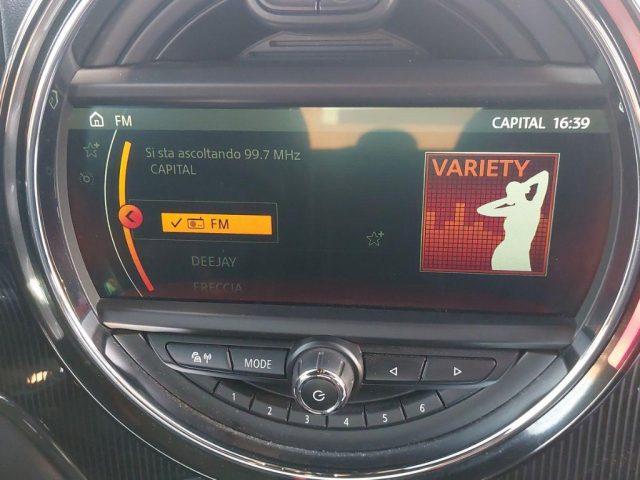 FM
CAPITAL 16:39
Si sta ascoltando 99.7 MHz
CAPITAL
VARIETY
FM
DEEJAY
FRECCIA
MODE
1 2 3 4 5 6